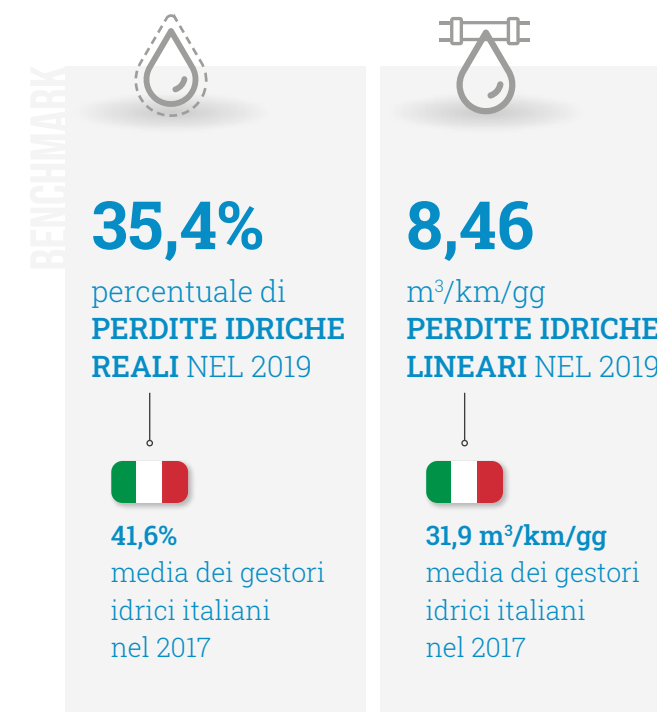 BENCHMARK
35,4%
percentuale di
PERDITE IDRICHE
REALI NEL 2019
41,6%
media dei gestori
idrici italiani
nel 2017
8,46
m³/km/gg
PERDITE IDRICHE
LINEARI NEL 2019
31,9 m³/km/gg
media dei gestori
idrici italiani
nel 2017